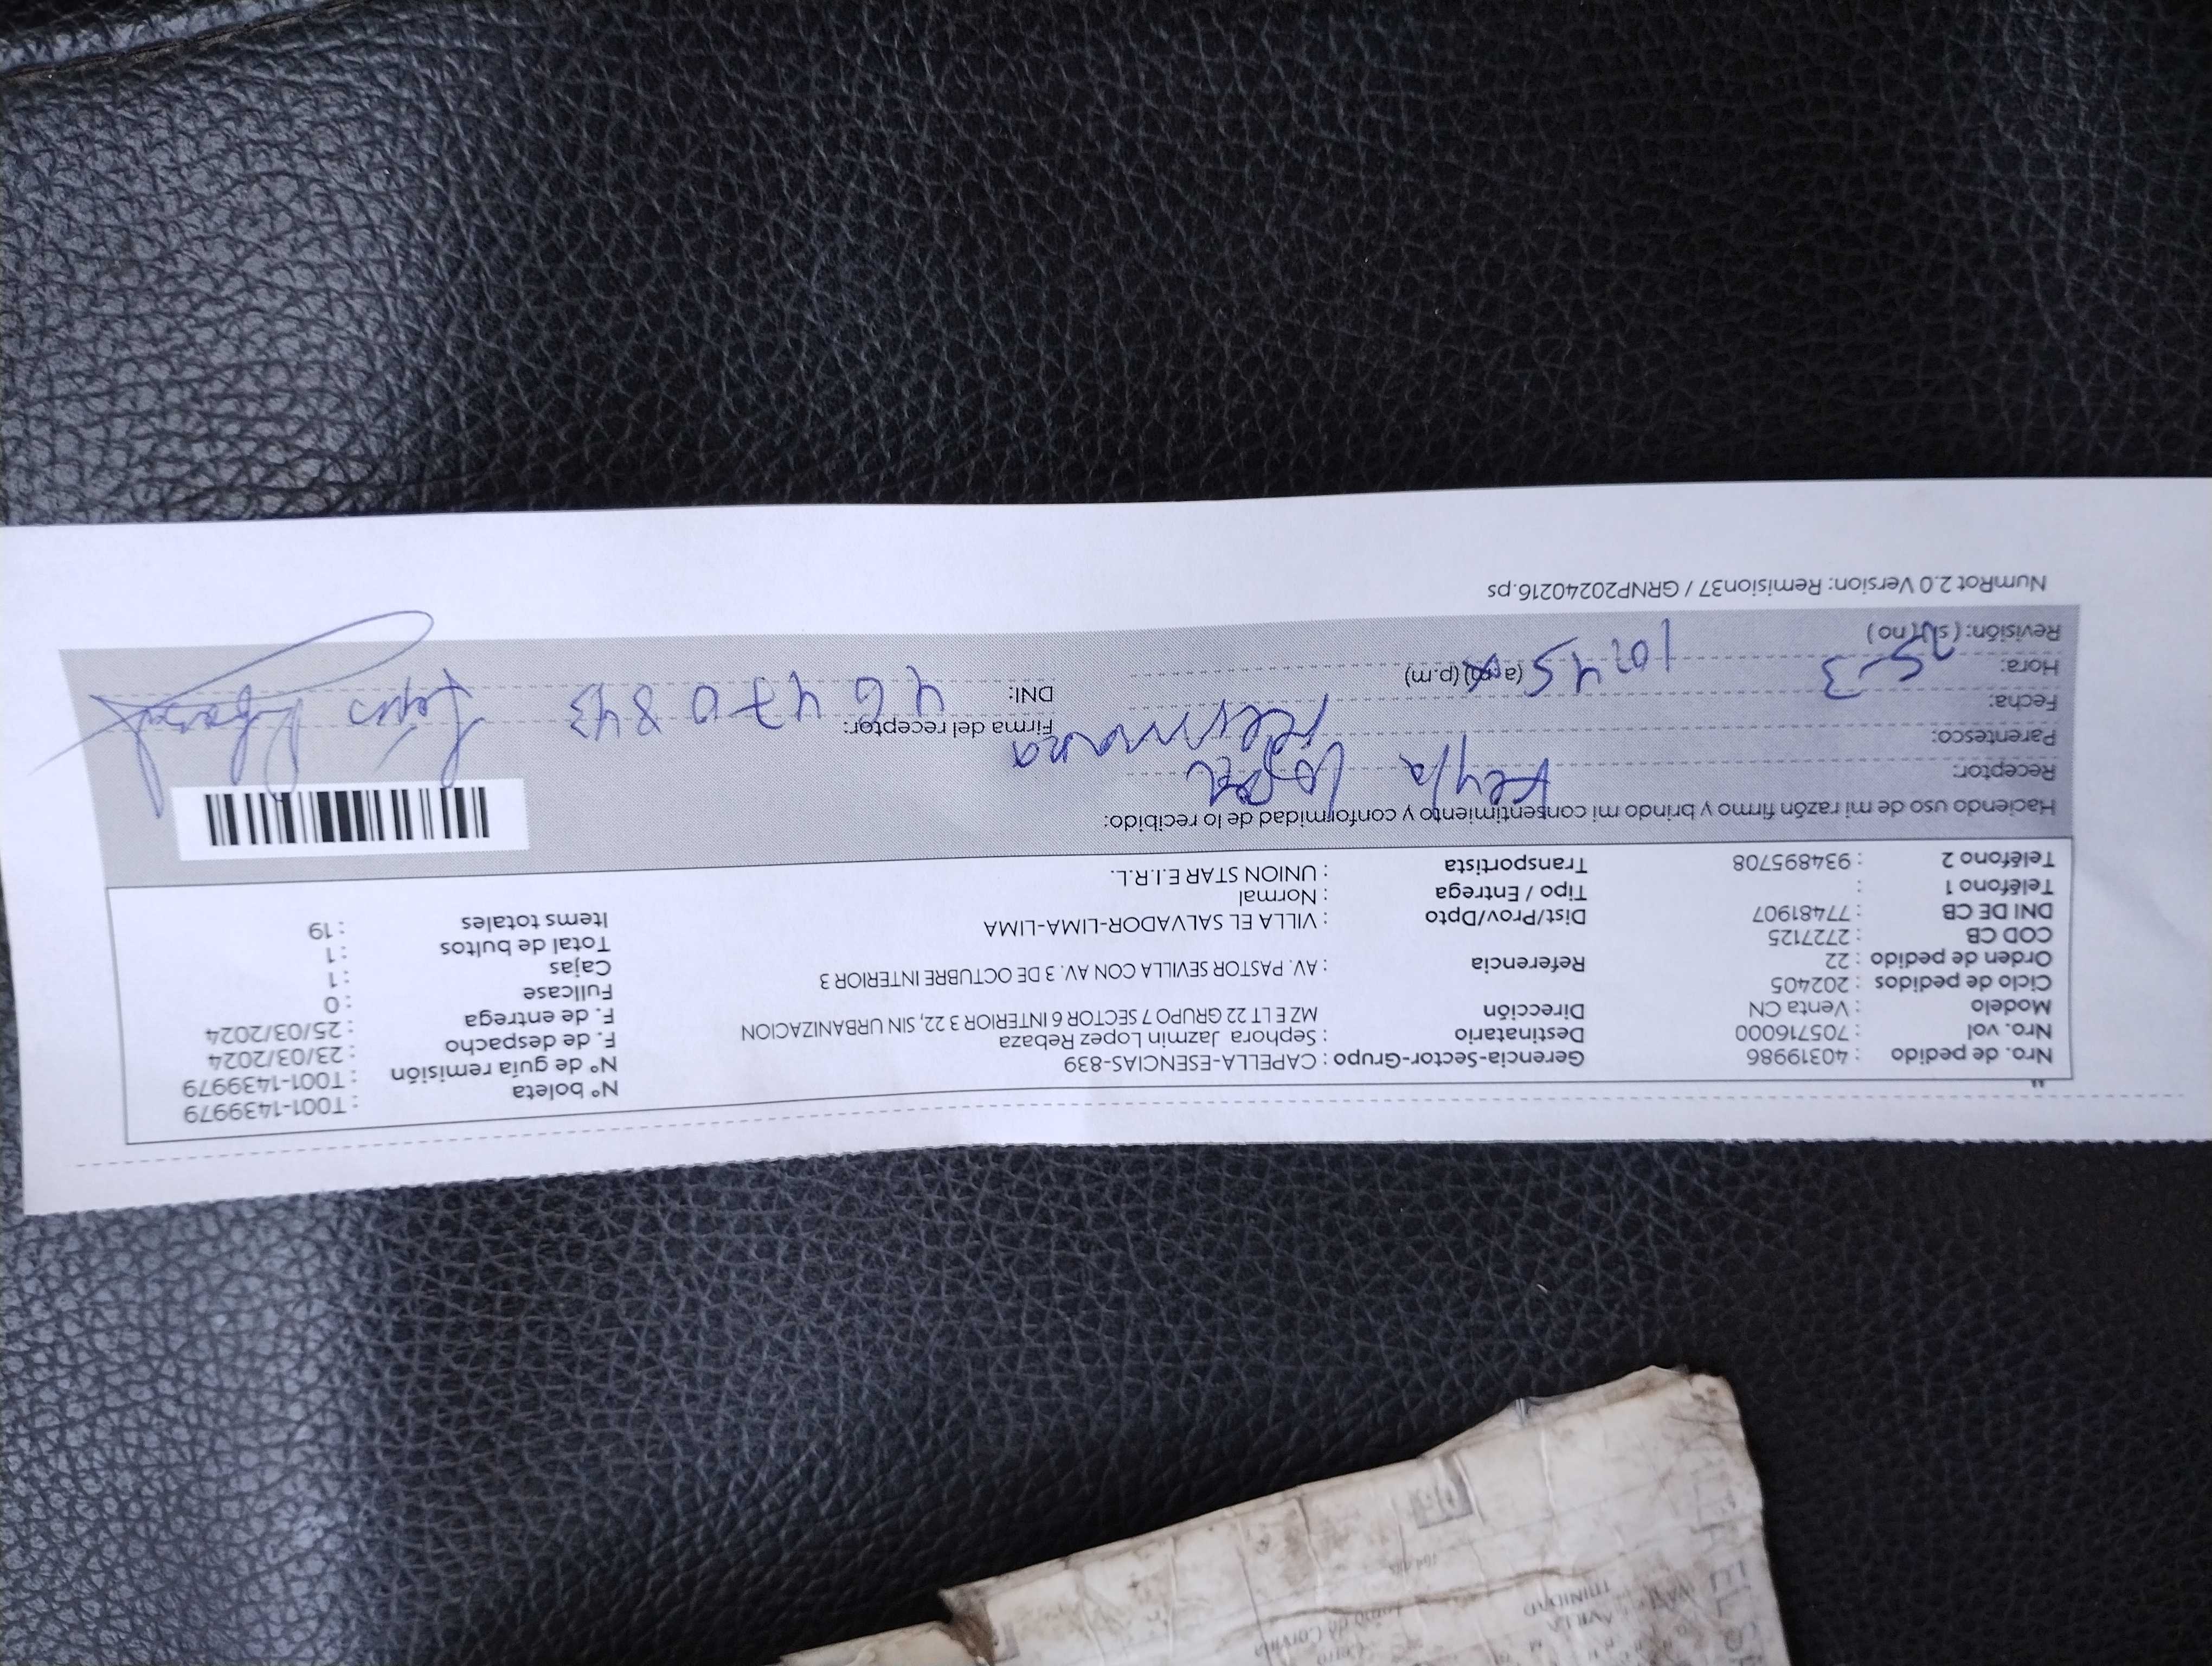 Nro. de pedido : 40319986 Gerencia-Sector-Grupo : CAPELLA-ESENCIAS-839 N° boleta : T001-1439979
Nro. vol : 705716000 Destinatario : Sephora Jazmin Lopez Rebaza N° de guía remisión : T001-1439979
Modelo : Venta CN Dirección MZ E LT 22 GRUPO 7 SECTOR 6 INTERIOR 3 22, SIN URBANIZACION F. de despacho : 23/03/2024
Ciclo de pedidos : 202405 F. de entrega : 25/03/2024
Orden de pedido : 22 Referencia : AV. PASTOR SEVILLA CON AV. 3 DE OCTUBRE INTERIOR 3 Fullcase : 0
COD CB : 2727125 Cajas : 1
DNI DE CB : 77481907 Dist/Prov/Dpto : VILLA EL SALVADOR-LIMA-LIMA Total de bultos : 1
Teléfono 1 : Tipo / Entrega : Normal Items totales : 19
Teléfono 2 : 934895708 Transportista : UNION STAR E.I.R.L.
Haciendo uso de mi razón firmo y brindo mi consentimiento y conformidad de lo recibido:
Receptor: Keyla Lopez
Parentesco: Hermana Firma del receptor:
Fecha: 25-3 DNI: 46470843
Hora: 10:45 (a.m) (p.m)
Revisión: ( si ) ( no )
NumRot 2.0 Version: Remision37 / GRNP20240216.ps
TRINIDAD